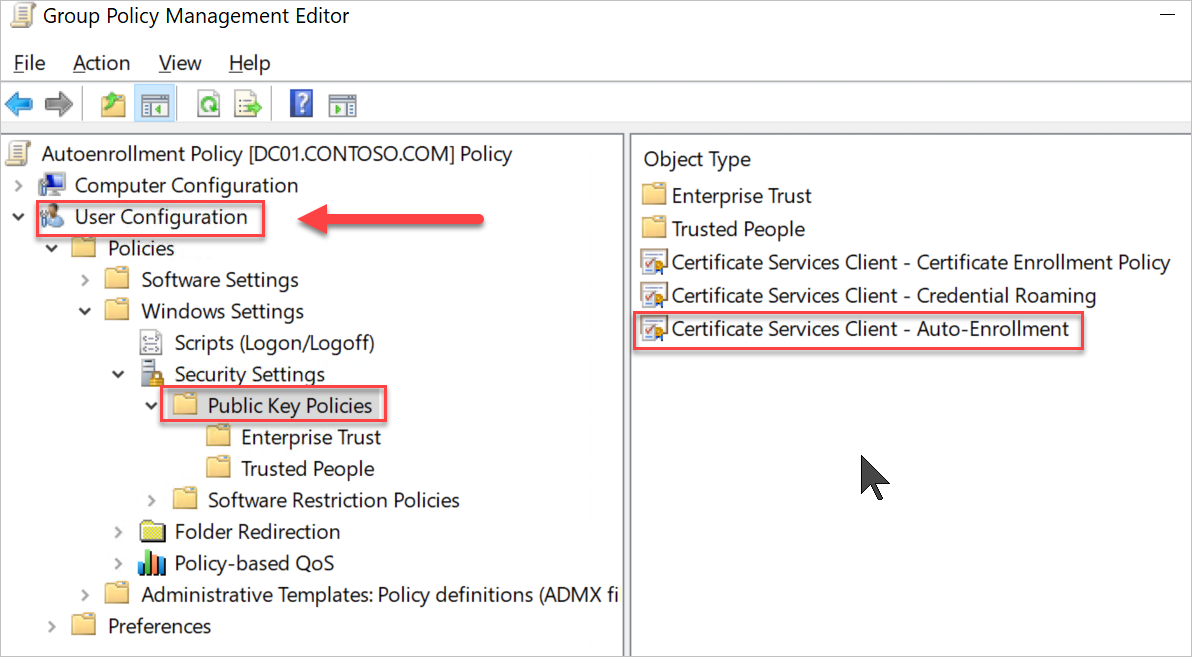 Group Policy Management Editor
File Action View Help
Autoenrollment Policy [DC01.CONTOSO.COM] Policy
Computer Configuration
User Configuration
Policies
Software Settings
Windows Settings
Scripts (Logon/Logoff)
Security Settings
Public Key Policies
Enterprise Trust
Trusted People
Software Restriction Policies
Folder Redirection
Policy-based QoS
Administrative Templates: Policy definitions (ADMX fi
Preferences
Object Type
Enterprise Trust
Trusted People
Certificate Services Client - Certificate Enrollment Policy
Certificate Services Client - Credential Roaming
Certificate Services Client - Auto-Enrollment